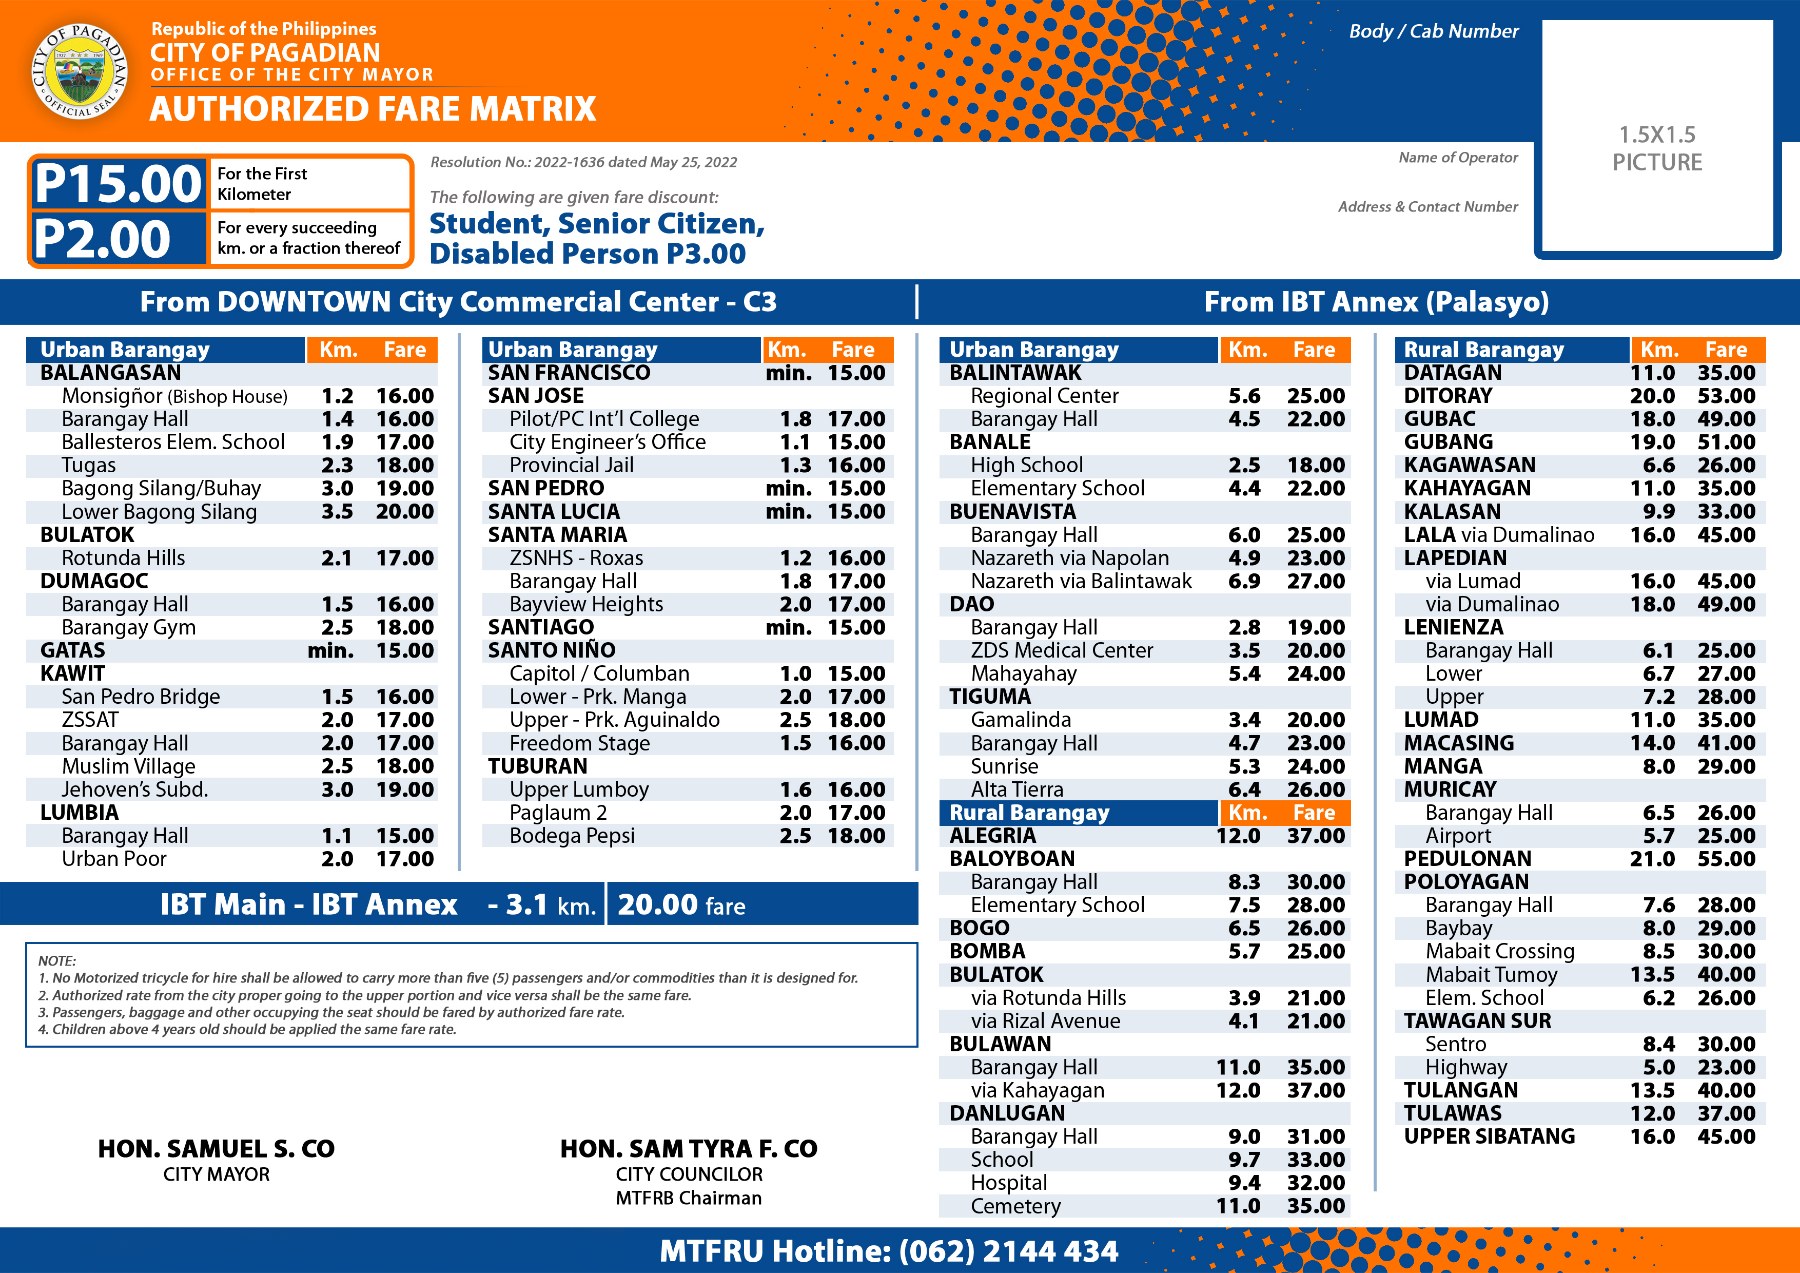 CITY OF PAGADIAN
OFFICIAL SEAL
Republic of the Philippines
CITY OF PAGADIAN
OFFICE OF THE CITY MAYOR
AUTHORIZED FARE MATRIX
Body / Cab Number
1.5X1.5
PICTURE
Name of Operator
Address & Contact Number
P15.00 For the First Kilometer
P2.00 For every succeeding km. or a fraction thereof
Resolution No.: 2022-1636 dated May 25, 2022
The following are given fare discount:
Student, Senior Citizen,
Disabled Person P3.00
From DOWNTOWN City Commercial Center - C3
Urban Barangay Km. Fare
BALANGASAN
Monsigñor (Bishop House) 1.2 16.00
Barangay Hall 1.4 16.00
Ballesteros Elem. School 1.9 17.00
Tugas 2.3 18.00
Bagong Silang/Buhay 3.0 19.00
Lower Bagong Silang 3.5 20.00
BULATOK
Rotunda Hills 2.1 17.00
DUMAGOC
Barangay Hall 1.5 16.00
Barangay Gym 2.5 18.00
GATAS min. 15.00
KAWIT
San Pedro Bridge 1.5 16.00
ZSSAT 2.0 17.00
Barangay Hall 2.0 17.00
Muslim Village 2.5 18.00
Jehoven's Subd. 3.0 19.00
LUMBIA
Barangay Hall 1.1 15.00
Urban Poor 2.0 17.00
Urban Barangay Km. Fare
SAN FRANCISCO min. 15.00
SAN JOSE
Pilot/PC Int'l College 1.8 17.00
City Engineer's Office 1.1 15.00
Provincial Jail 1.3 16.00
SAN PEDRO min. 15.00
SANTA LUCIA min. 15.00
SANTA MARIA
ZSNHS - Roxas 1.2 16.00
Barangay Hall 1.8 17.00
Bayview Heights 2.0 17.00
SANTIAGO min. 15.00
SANTO NIÑO
Capitol / Columban 1.0 15.00
Lower - Prk. Manga 2.0 17.00
Upper - Prk. Aguinaldo 2.5 18.00
Freedom Stage 1.5 16.00
TUBURAN
Upper Lumboy 1.6 16.00
Paglaum 2 2.0 17.00
Bodega Pepsi 2.5 18.00
IBT Main - IBT Annex - 3.1 km. 20.00 fare
NOTE:
1. No Motorized tricycle for hire shall be allowed to carry more than five (5) passengers and/or commodities than it is designed for.
2. Authorized rate from the city proper going to the upper portion and vice versa shall be the same fare.
3. Passengers, baggage and other occupying the seat should be fared by authorized fare rate.
4. Children above 4 years old should be applied the same fare rate.
HON. SAMUEL S. CO
CITY MAYOR
HON. SAM TYRA F. CO
CITY COUNCILOR
MTFRB Chairman
From IBT Annex (Palasyo)
Urban Barangay Km. Fare
BALINTAWAK
Regional Center 5.6 25.00
Barangay Hall 4.5 22.00
BANALE
High School 2.5 18.00
Elementary School 4.4 22.00
BUENAVISTA
Barangay Hall 6.0 25.00
Nazareth via Napolan 4.9 23.00
Nazareth via Balintawak 6.9 27.00
DAO
Barangay Hall 2.8 19.00
ZDS Medical Center 3.5 20.00
Mahayahay 5.4 24.00
TIGUMA
Gamalinda 3.4 20.00
Barangay Hall 4.7 23.00
Sunrise 5.3 24.00
Alta Tierra 6.4 26.00
Rural Barangay Km. Fare
ALEGRIA 12.0 37.00
BALOYBOAN
Barangay Hall 8.3 30.00
Elementary School 7.5 28.00
BOGO 6.5 26.00
BOMBA 5.7 25.00
BULATOK
via Rotunda Hills 3.9 21.00
via Rizal Avenue 4.1 21.00
BULAWAN
Barangay Hall 11.0 35.00
via Kahayagan 12.0 37.00
DANLUGAN
Barangay Hall 9.0 31.00
School 9.7 33.00
Hospital 9.4 32.00
Cemetery 11.0 35.00
Rural Barangay Km. Fare
DATAGAN 11.0 35.00
DITORAY 20.0 53.00
GUBAC 18.0 49.00
GUBANG 19.0 51.00
KAGAWASAN 6.6 26.00
KAHAYAGAN 11.0 35.00
KALASAN 9.9 33.00
LALA via Dumalinao 16.0 45.00
LAPEDIAN
via Lumad 16.0 45.00
via Dumalinao 18.0 49.00
LENIENZA
Barangay Hall 6.1 25.00
Lower 6.7 27.00
Upper 7.2 28.00
LUMAD 11.0 35.00
MACASING 14.0 41.00
MANGA 8.0 29.00
MURICAY
Barangay Hall 6.5 26.00
Airport 5.7 25.00
PEDULONAN 21.0 55.00
POLOYAGAN
Barangay Hall 7.6 28.00
Baybay 8.0 29.00
Mabait Crossing 8.5 30.00
Mabait Tumoy 13.5 40.00
Elem. School 6.2 26.00
TAWAGAN SUR
Sentro 8.4 30.00
Highway 5.0 23.00
TULANGAN 13.5 40.00
TULAWAS 12.0 37.00
UPPER SIBATANG 16.0 45.00
MTFRU Hotline: (062) 2144 434